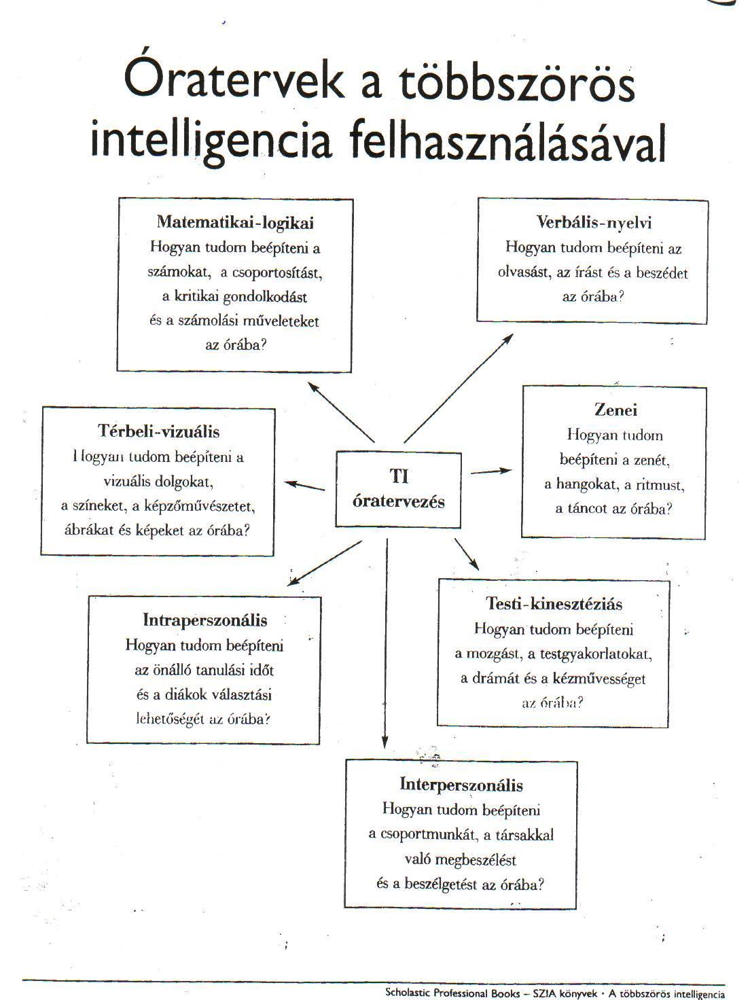 Óratervek a többszörös
intelligencia felhasználásával
Matematikai-logikai
Hogyan tudom beépíteni a
számokat, a csoportosítást,
a kritikai gondolkodást
és a számolási műveleteket
az órába?
Verbális-nyelvi
Hogyan tudom beépíteni az
olvasást, az írást és a beszédet
az órába?
Térbeli-vizuális
Hogyan tudom beépíteni a
vizuális dolgokat,
a színeket, a képzőművészetet,
ábrákat és képeket az órába?
TI
óratervezés
Zenei
Hogyan tudom
beépíteni a zenét,
a hangokat, a ritmust,
a táncot az órába?
Intraperszonális
Hogyan tudom beépíteni
az önálló tanulási időt
és a diákok választási
lehetőségét az órába?
Testi-kinesztéziás
Hogyan tudom beépíteni
a mozgást, a testgyakorlatokat,
a drámát és a kézművességet
az órába?
Interperszonális
Hogyan tudom beépíteni
a csoportmunkát, a társakkal
való megbeszélést
és a beszélgetést az órába?
Scholastic Professional Books – SZIA könyvek · A többszörös intelligencia